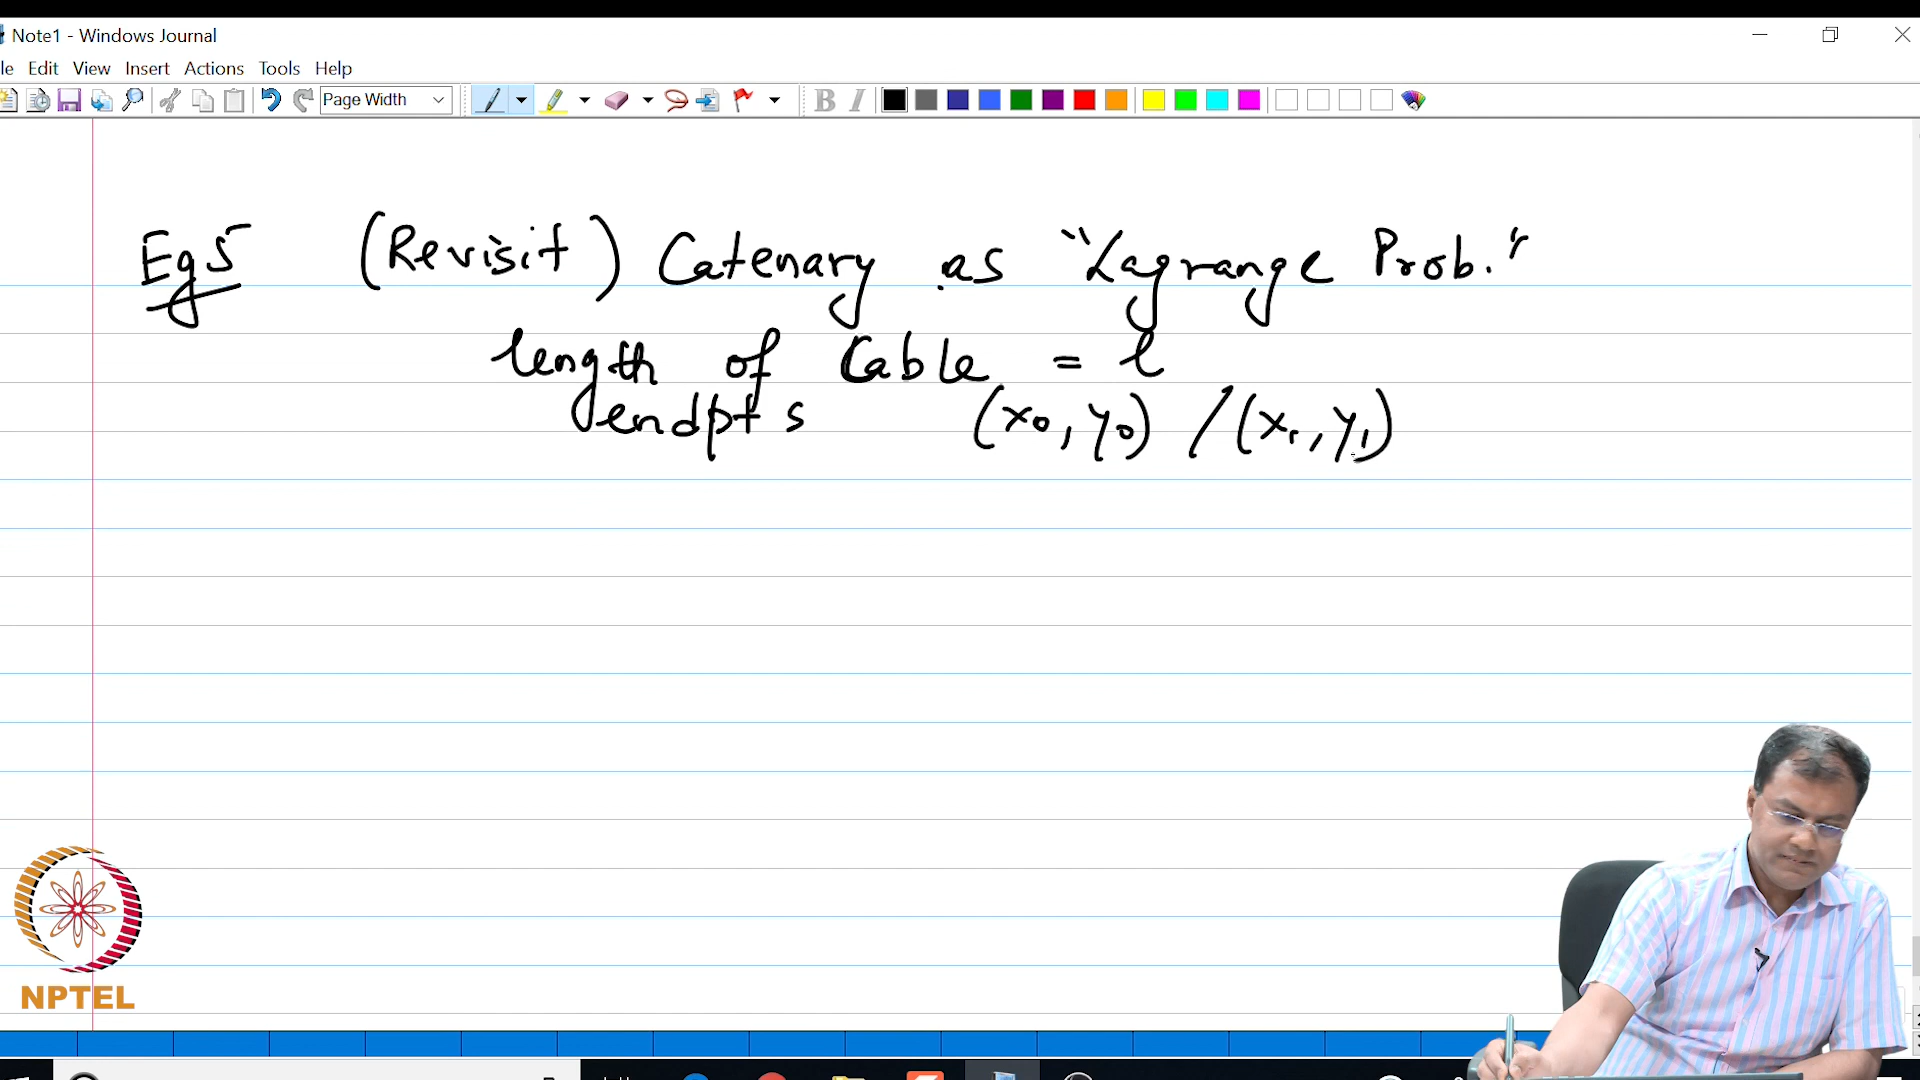 Note1 - Windows Journal
le Edit View Insert Actions Tools Help
Page Width
B I
Eg 5 (Revisit) Catenary as "Lagrange Prob."
length of Cable = l
endpts (x₀, y₀) / (x₁, y₁)
NPTEL